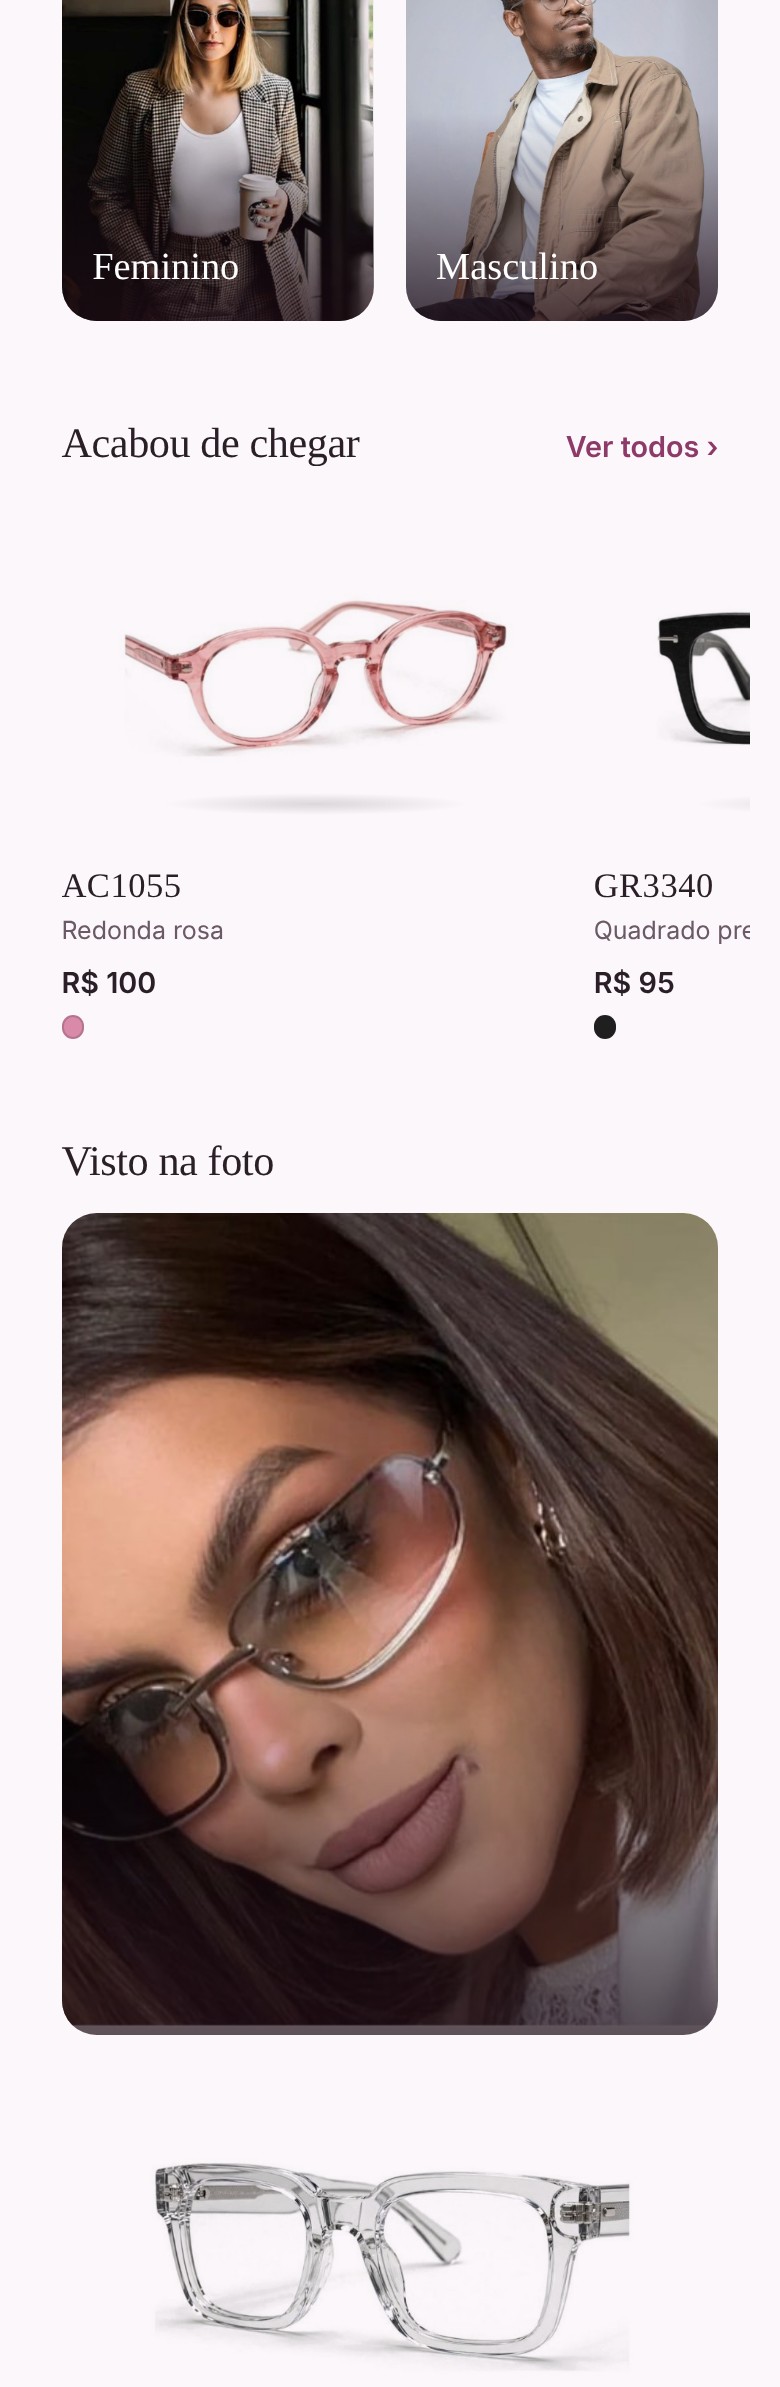 Feminino
Masculino
Acabou de chegar
Ver todos ›
AC1055
Redonda rosa
R$ 100
GR3340
Quadrado pre
R$ 95
Visto na foto